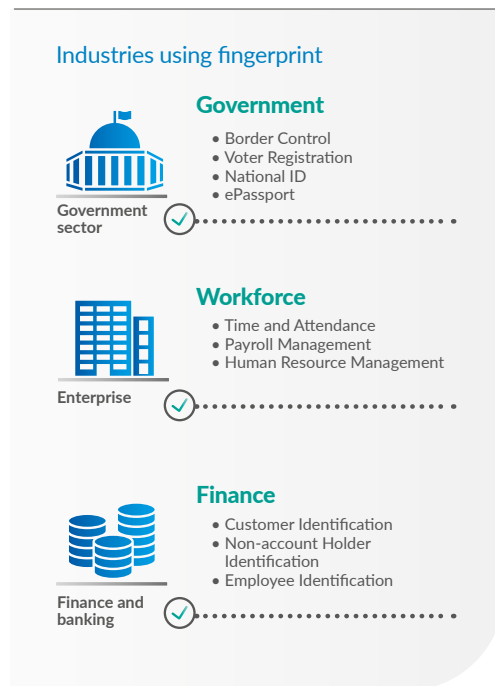 Industries using fingerprint
Government
• Border Control
• Voter Registration
• National ID
• ePassport
Government
sector
Workforce
• Time and Attendance
• Payroll Management
• Human Resource Management
Enterprise
Finance
• Customer Identification
• Non-account Holder
Identification
• Employee Identification
Finance and
banking